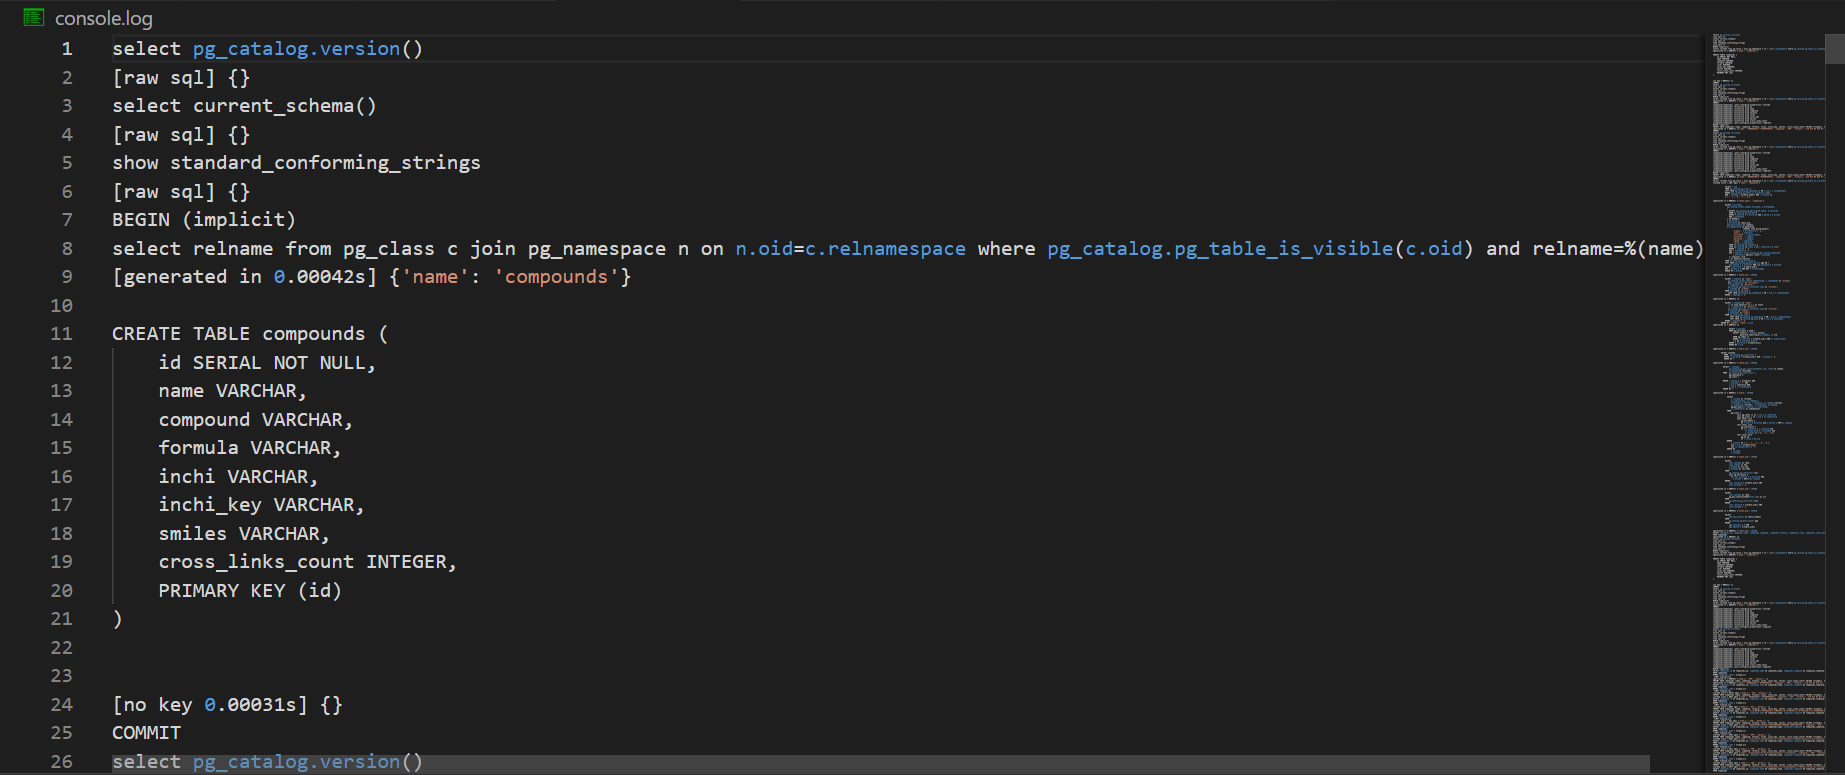 console.log
1 select pg_catalog.version()
2 [raw sql] {}
3 select current_schema()
4 [raw sql] {}
5 show standard_conforming_strings
6 [raw sql] {}
7 BEGIN (implicit)
8 select relname from pg_class c join pg_namespace n on n.oid=c.relnamespace where pg_catalog.pg_table_is_visible(c.oid) and relname=%(name)
9 [generated in 0.00042s] {'name': 'compounds'}
10
11 CREATE TABLE compounds (
12 id SERIAL NOT NULL,
13 name VARCHAR,
14 compound VARCHAR,
15 formula VARCHAR,
16 inchi VARCHAR,
17 inchi_key VARCHAR,
18 smiles VARCHAR,
19 cross_links_count INTEGER,
20 PRIMARY KEY (id)
21 )
22
23
24 [no key 0.00031s] {}
25 COMMIT
26 select pg_catalog.version()